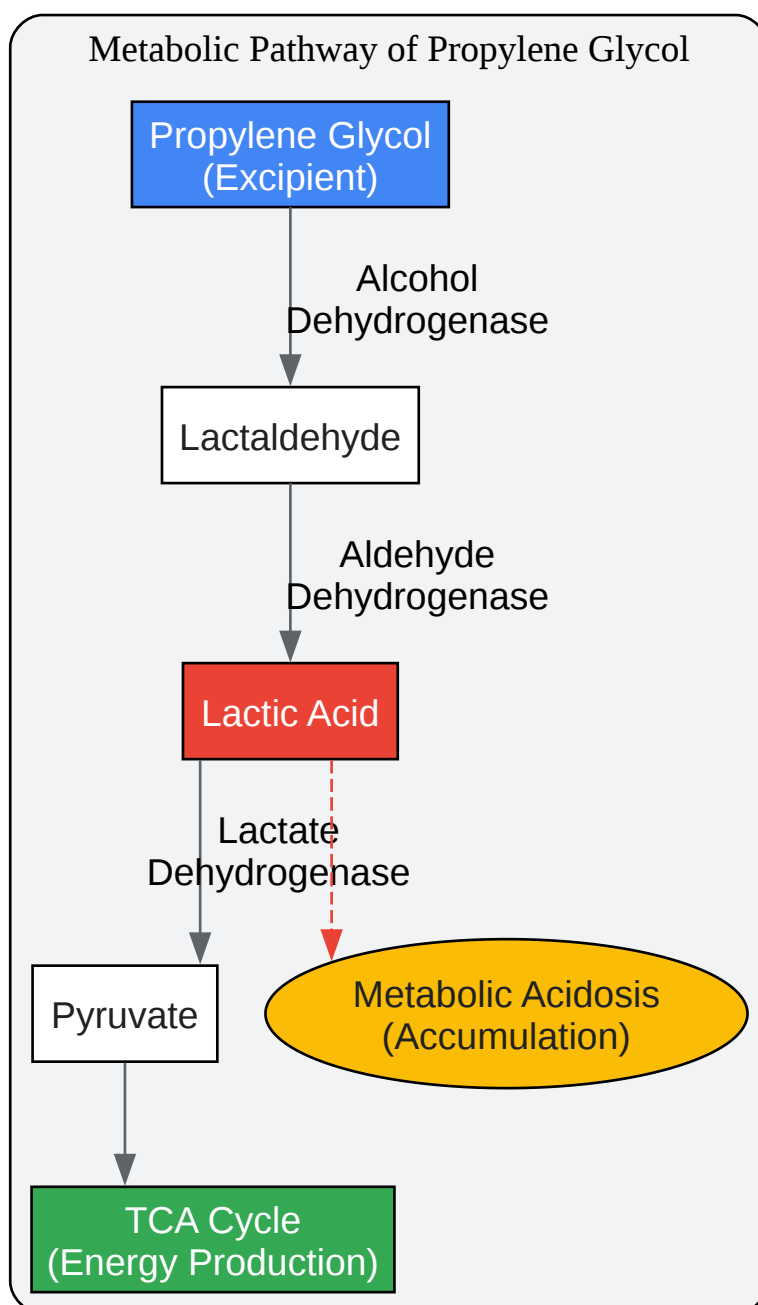 Metabolic Pathway of Propylene Glycol
Propylene Glycol
(Excipient)
Alcohol
Dehydrogenase
Lactaldehyde
Aldehyde
Dehydrogenase
Lactic Acid
Lactate
Dehydrogenase
Pyruvate
Metabolic Acidosis
(Accumulation)
TCA Cycle
(Energy Production)